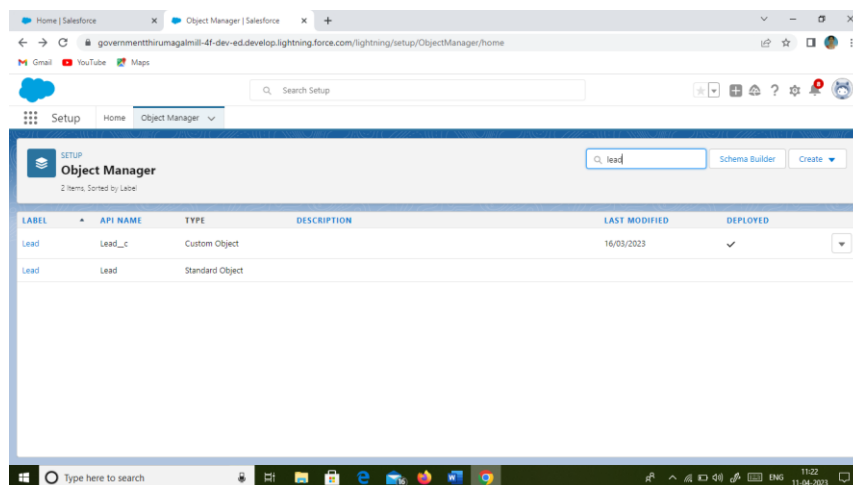 Home | Salesforce
Object Manager | Salesforce
governmentthirumagalmill-4f-dev-ed.develop.lightning.force.com/lightning/setup/ObjectManager/home
Gmail YouTube Maps
Search Setup
8
Setup Home Object Manager
SETUP
Object Manager
2 Items, Sorted by Label
lead
Schema Builder
Create
LABEL API NAME TYPE DESCRIPTION LAST MODIFIED DEPLOYED
Lead Lead__c Custom Object 16/03/2023
Lead Lead Standard Object
Type here to search
ENG
11:22
11-04-2023